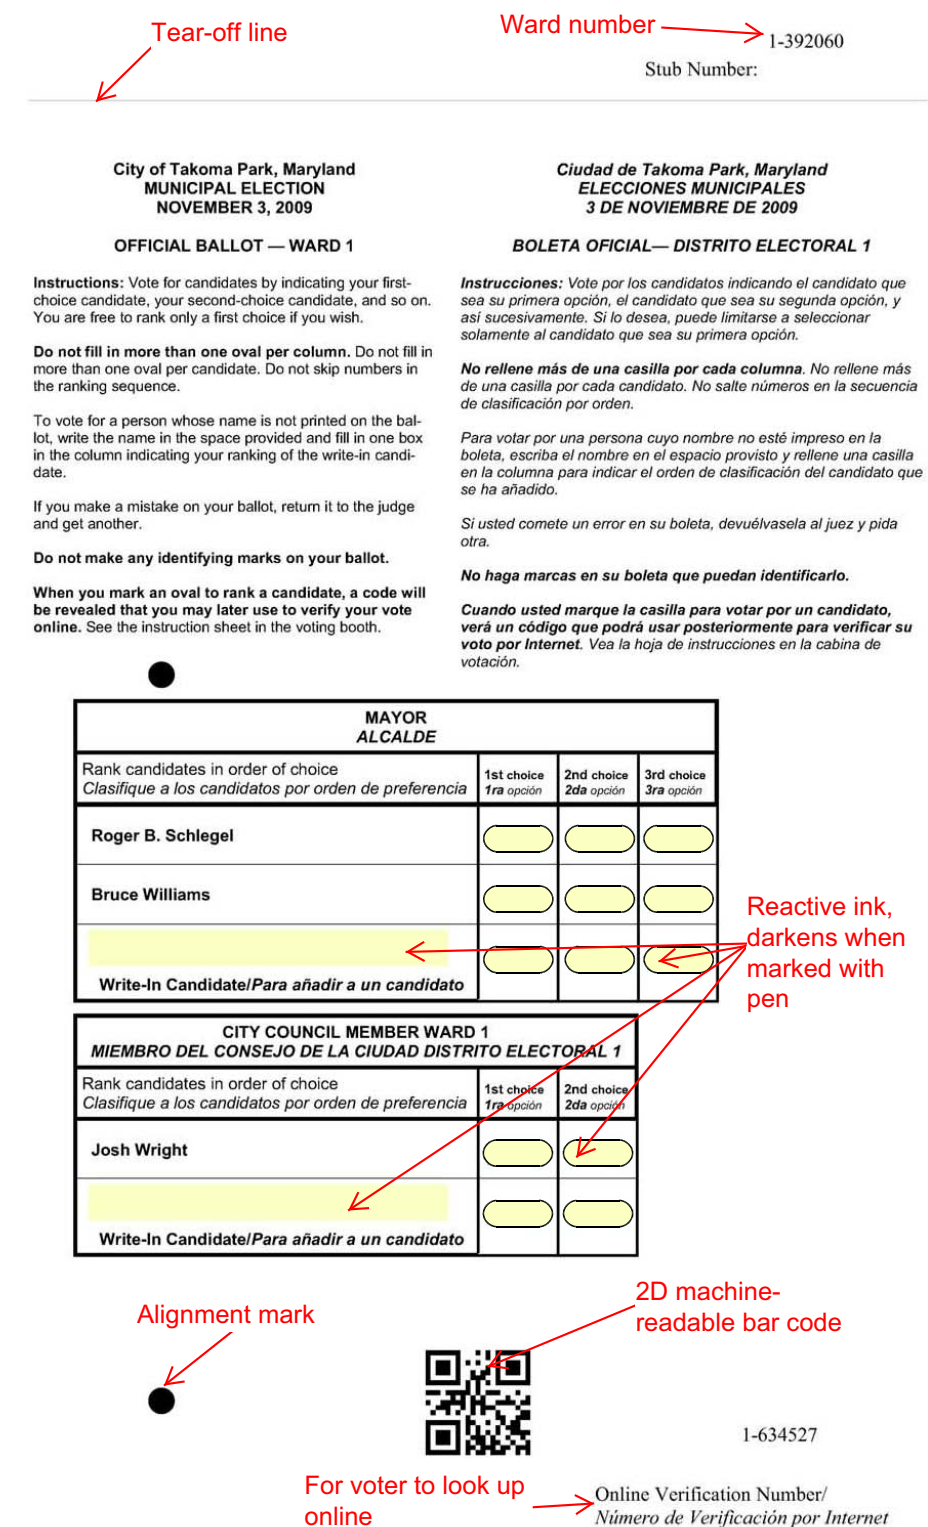 Tear-off line
Ward number
1-392060
Stub Number:
City of Takoma Park, Maryland
MUNICIPAL ELECTION
NOVEMBER 3, 2009
OFFICIAL BALLOT — WARD 1
Instructions: Vote for candidates by indicating your first-
choice candidate, your second-choice candidate, and so on.
You are free to rank only a first choice if you wish.
Do not fill in more than one oval per column. Do not fill in
more than one oval per candidate. Do not skip numbers in
the ranking sequence.
To vote for a person whose name is not printed on the bal-
lot, write the name in the space provided and fill in one box
in the column indicating your ranking of the write-in candi-
date.
If you make a mistake on your ballot, return it to the judge
and get another.
Do not make any identifying marks on your ballot.
When you mark an oval to rank a candidate, a code will
be revealed that you may later use to verify your vote
online. See the instruction sheet in the voting booth.
Ciudad de Takoma Park, Maryland
ELECCIONES MUNICIPALES
3 DE NOVIEMBRE DE 2009
BOLETA OFICIAL— DISTRITO ELECTORAL 1
Instrucciones: Vote por los candidatos indicando el candidato que
sea su primera opción, el candidato que sea su segunda opción, y
así sucesivamente. Si lo desea, puede limitarse a seleccionar
solamente al candidato que sea su primera opción.
No rellene más de una casilla por cada columna. No rellene más
de una casilla por cada candidato. No salte números en la secuencia
de clasificación por orden.
Para votar por una persona cuyo nombre no esté impreso en la
boleta, escriba el nombre en el espacio provisto y rellene una casilla
en la columna para indicar el orden de clasificación del candidato que
se ha añadido.
Si usted comete un error en su boleta, devuélvasela al juez y pida
otra.
No haga marcas en su boleta que puedan identificarlo.
Cuando usted marque la casilla para votar por un candidato,
verá un código que podrá usar posteriormente para verificar su
voto por Internet. Vea la hoja de instrucciones en la cabina de
votación.
MAYOR
ALCALDE
Rank candidates in order of choice
Clasifique a los candidatos por orden de preferencia
1st choice
1ra opción
2nd choice
2da opción
3rd choice
3ra opción
Roger B. Schlegel
Bruce Williams
Write-In Candidate/Para añadir a un candidato
Reactive ink,
darkens when
marked with
pen
CITY COUNCIL MEMBER WARD 1
MIEMBRO DEL CONSEJO DE LA CIUDAD DISTRITO ELECTORAL 1
Rank candidates in order of choice
Clasifique a los candidatos por orden de preferencia
1st choice
1ra opción
2nd choice
2da opción
Josh Wright
Write-In Candidate/Para añadir a un candidato
Alignment mark
2D machine-
readable bar code
1-634527
For voter to look up
online
Online Verification Number/
Número de Verificación por Internet